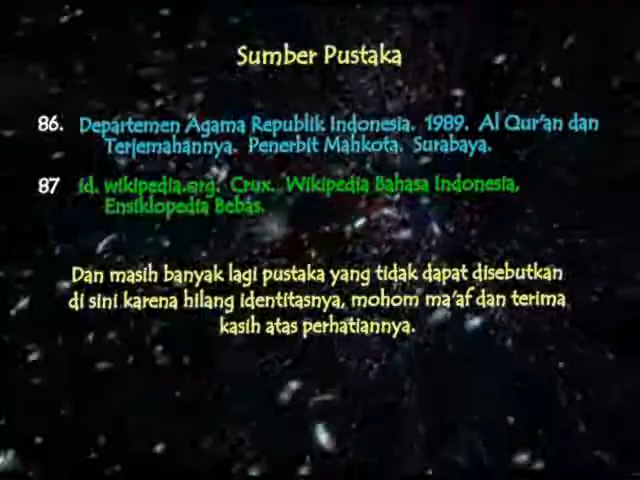 Sumber Pustaka
86. Departemen Agama Republik Indonesia. 1989. Al Qur'an dan
Terjemahannya. Penerbit Mahkota. Surabaya.
87 id. wikipedia.org. Crux. Wikipedia Bahasa Indonesia,
Ensiklopedia Bebas.
Dan masih banyak lagi pustaka yang tidak dapat disebutkan
di sini karena hilang identitasnya, mohom ma'af dan terima
kasih atas perhatiannya.